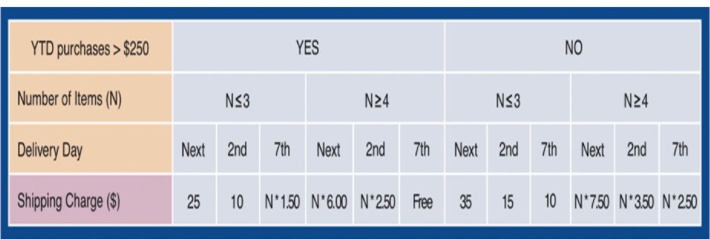 YTD purchases > $250 YES NO
Number of Items (N) N≤3 N≥4 N≤3 N≥4
Delivery Day Next 2nd 7th Next 2nd 7th Next 2nd 7th Next 2nd 7th
Shipping Charge ($) 25 10 N*1.50 N*6.00 N*2.50 Free 35 15 10 N*7.50 N*3.50 N*2.50